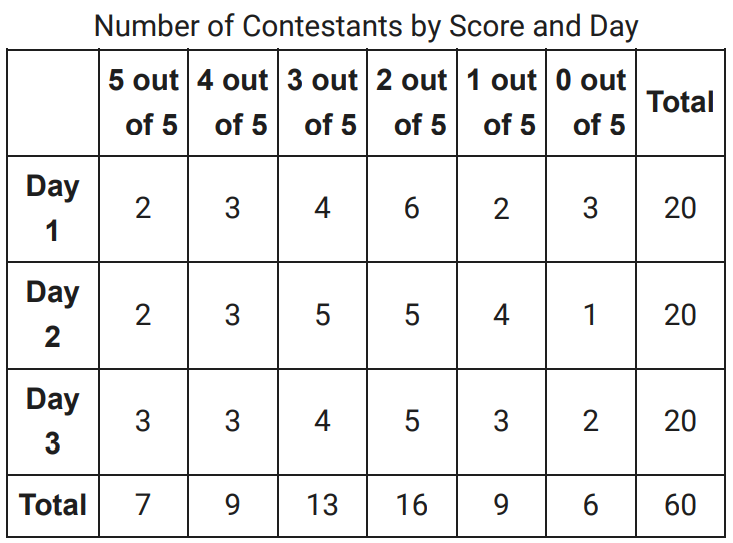 Number of Contestants by Score and Day
5 out 4 out 3 out 2 out 1 out 0 out Total
of 5 of 5 of 5 of 5 of 5 of 5
Day
1 2 3 4 6 2 3 20
Day
2 2 3 5 5 4 1 20
Day
3 3 3 4 5 3 2 20
Total 7 9 13 16 9 6 60